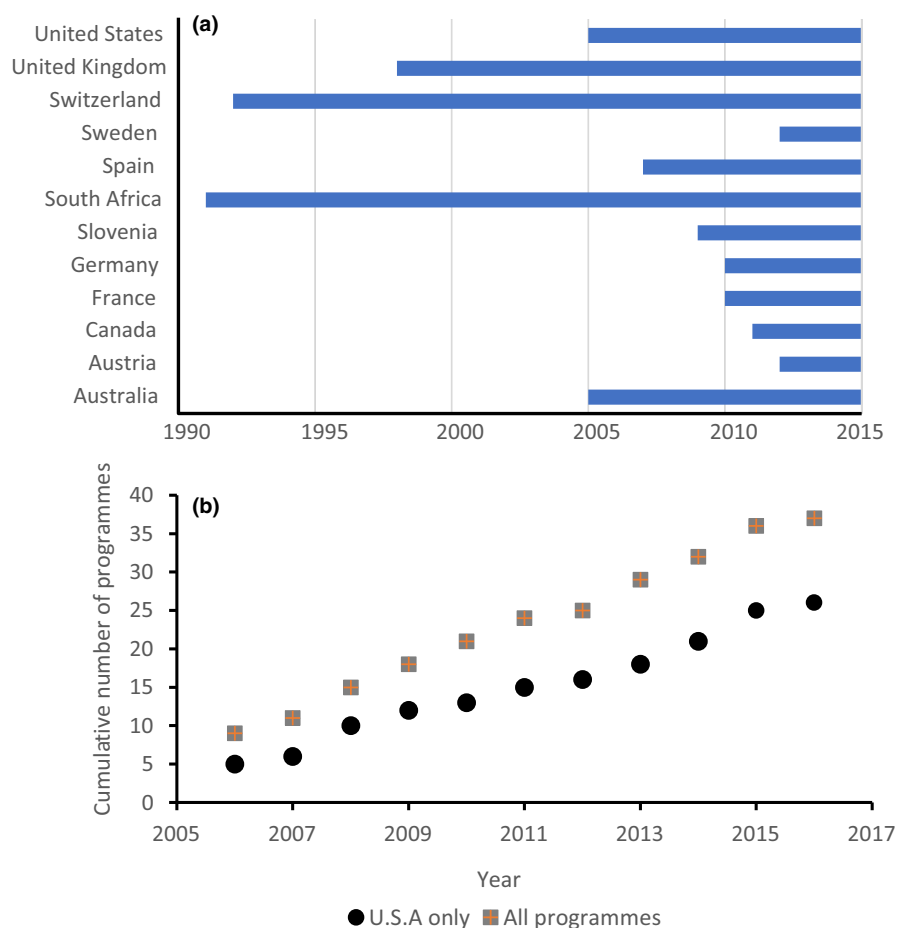 (a)
United States
United Kingdom
Switzerland
Sweden
Spain
South Africa
Slovenia
Germany
France
Canada
Austria
Australia
1990 1995 2000 2005 2010 2015
(b)
Cumulative number of programmes
40
35
30
25
20
15
10
5
0
2005 2007 2009 2011 2013 2015 2017
Year
U.S.A only All programmes